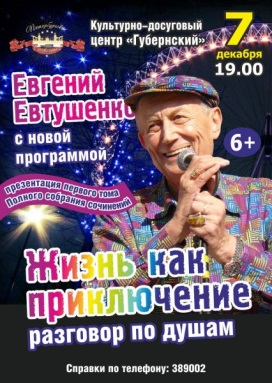 Культурно-досуговый
центр «Губернский»
7
декабря
19.00
Евгений
Евтушенко
с новой
программой
6+
презентация первого тома
Полного собрания сочинений
Жизнь как
приключение
разговор по душам
Справки по телефону: 389002